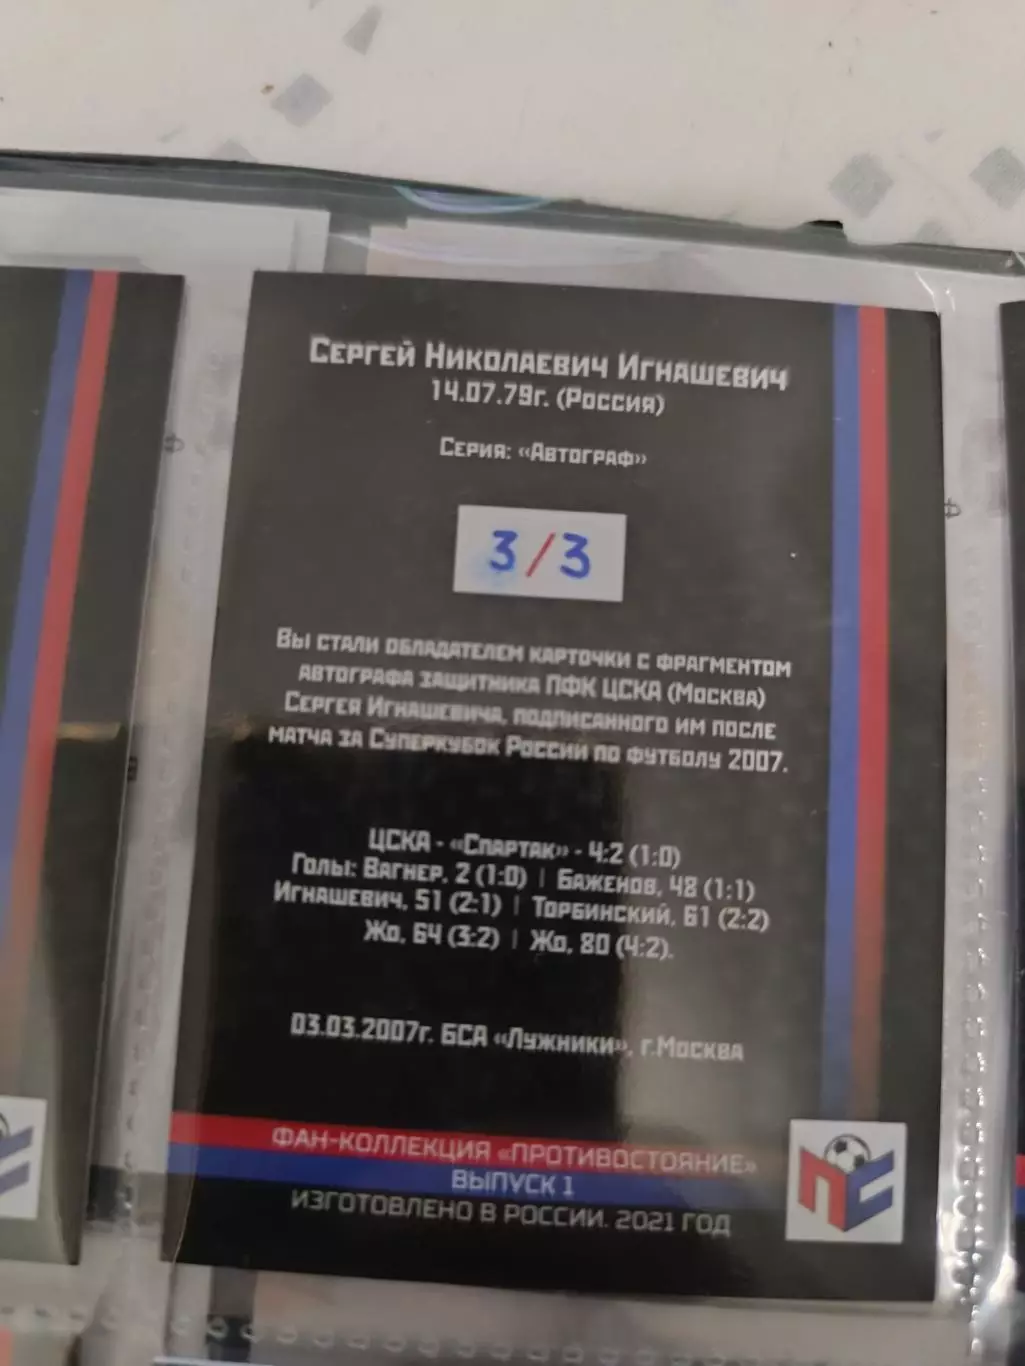 Сергей Николаевич Игнашевич
14.07.79г. (Россия)
Серия: «Автограф»
3/3
Вы стали обладателем карточки с фрагментом
автографа защитника ПФК ЦСКА (Москва)
Сергея Игнашевича, подписанного им после
матча за Суперкубок России по футболу 2007.
ЦСКА - «Спартак» - 4:2 (1:0)
Голы: Вагнер, 2 (1:0) | Баженов, 48 (1:1)
Игнашевич, 51 (2:1) | Торбинский, 61 (2:2)
Жо, 64 (3:2) | Жо, 80 (4:2).
03.03.2007г. БСА «Лужники», г.Москва
ФАН-КОЛЛЕКЦИЯ «ПРОТИВОСТОЯНИЕ»
ВЫПУСК 1
ИЗГОТОВЛЕНО В РОССИИ. 2021 ГОД
ПС